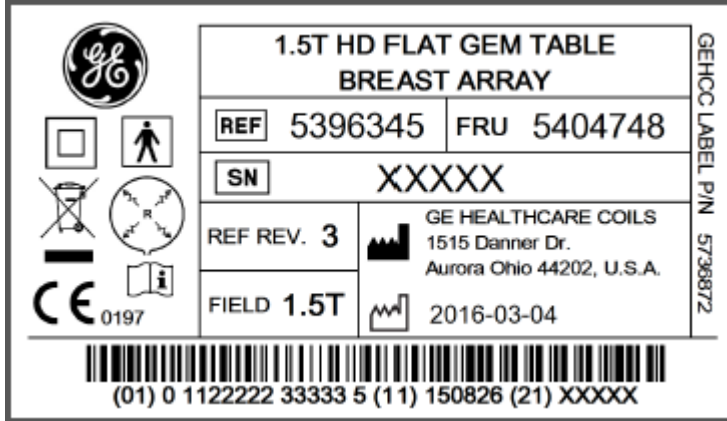 GE
1.5T HD FLAT GEM TABLE
BREAST ARRAY
REF 5396345 FRU 5404748
SN XXXXX
REF REV. 3
FIELD 1.5T
GE HEALTHCARE COILS
1515 Danner Dr.
Aurora Ohio 44202, U.S.A.
2016-03-04
R
i
CE 0197
GEHCC LABEL P/N 5736872
(01) 0 1122222 33333 5 (11) 150826 (21) XXXXX